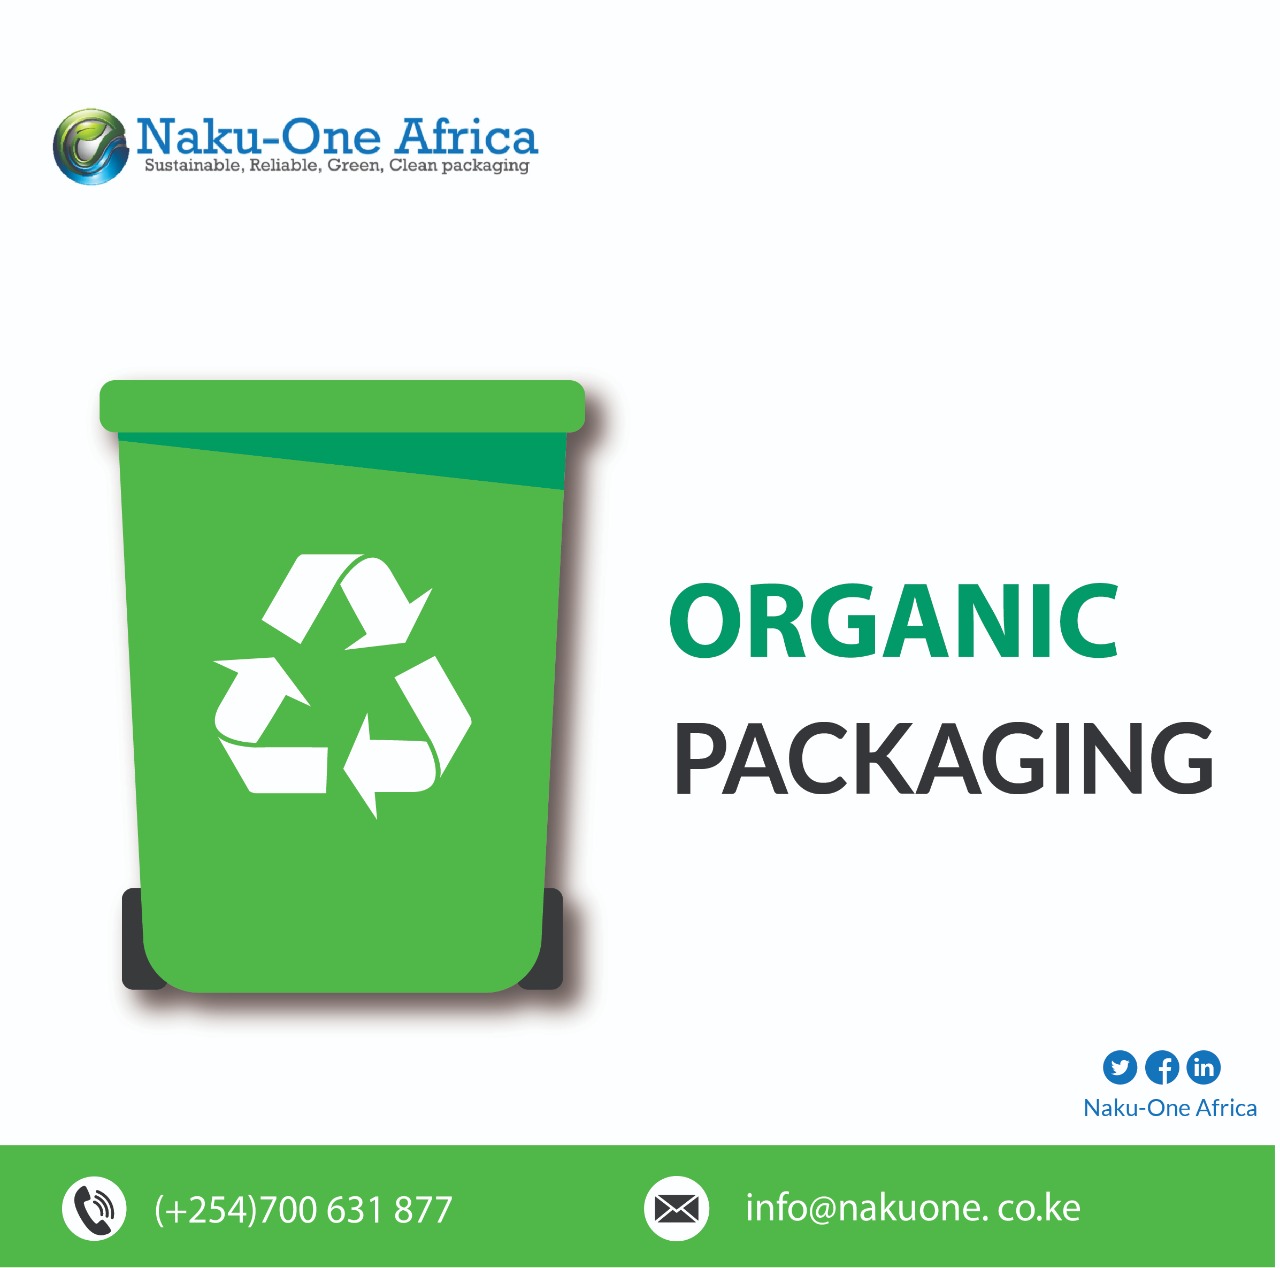 Naku-One Africa
Sustainable, Reliable, Green, Clean packaging
ORGANIC
PACKAGING
Naku-One Africa
(+254)700 631 877
info@nakuone. co.ke